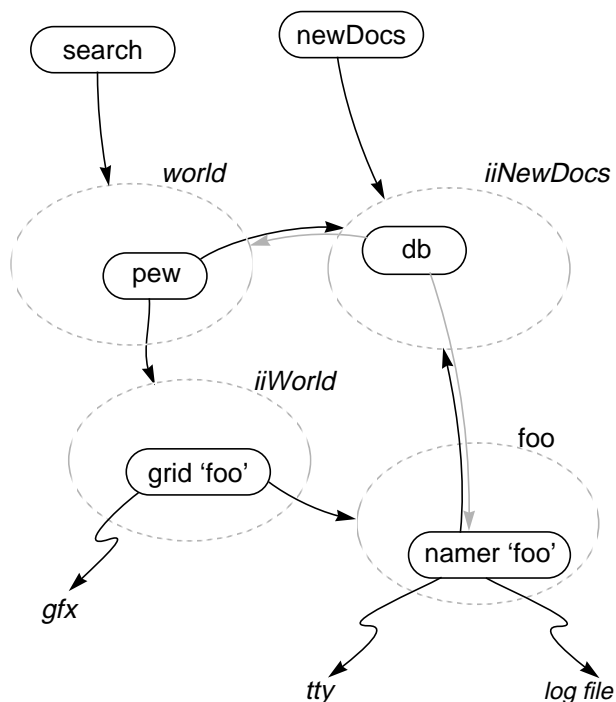 search
newDocs
world
iiNewDocs
db
pew
iiWorld
foo
grid ‘foo’
namer ‘foo’
gfx
tty
log file